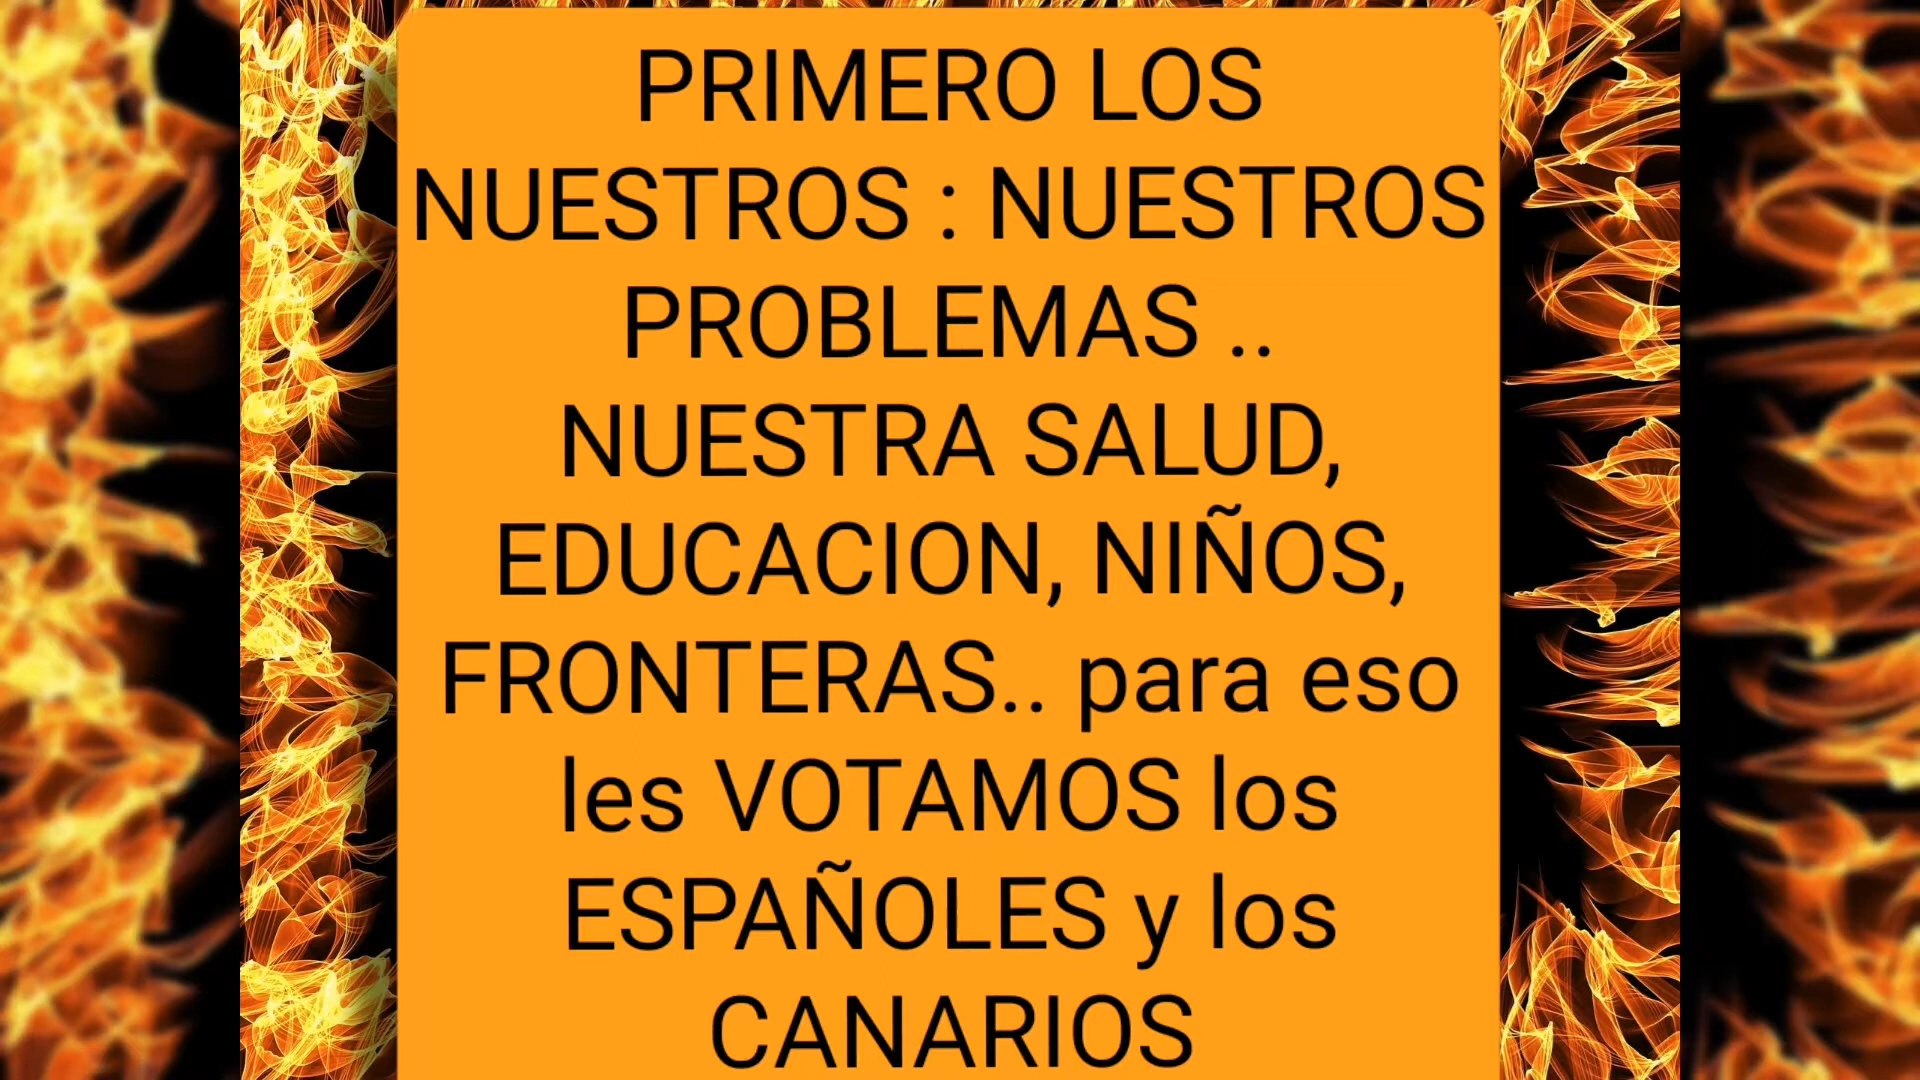 PRIMERO LOS
NUESTROS : NUESTROS
PROBLEMAS ..
NUESTRA SALUD,
EDUCACION, NIÑOS,
FRONTERAS.. para eso
les VOTAMOS los
ESPAÑOLES y los
CANARIOS